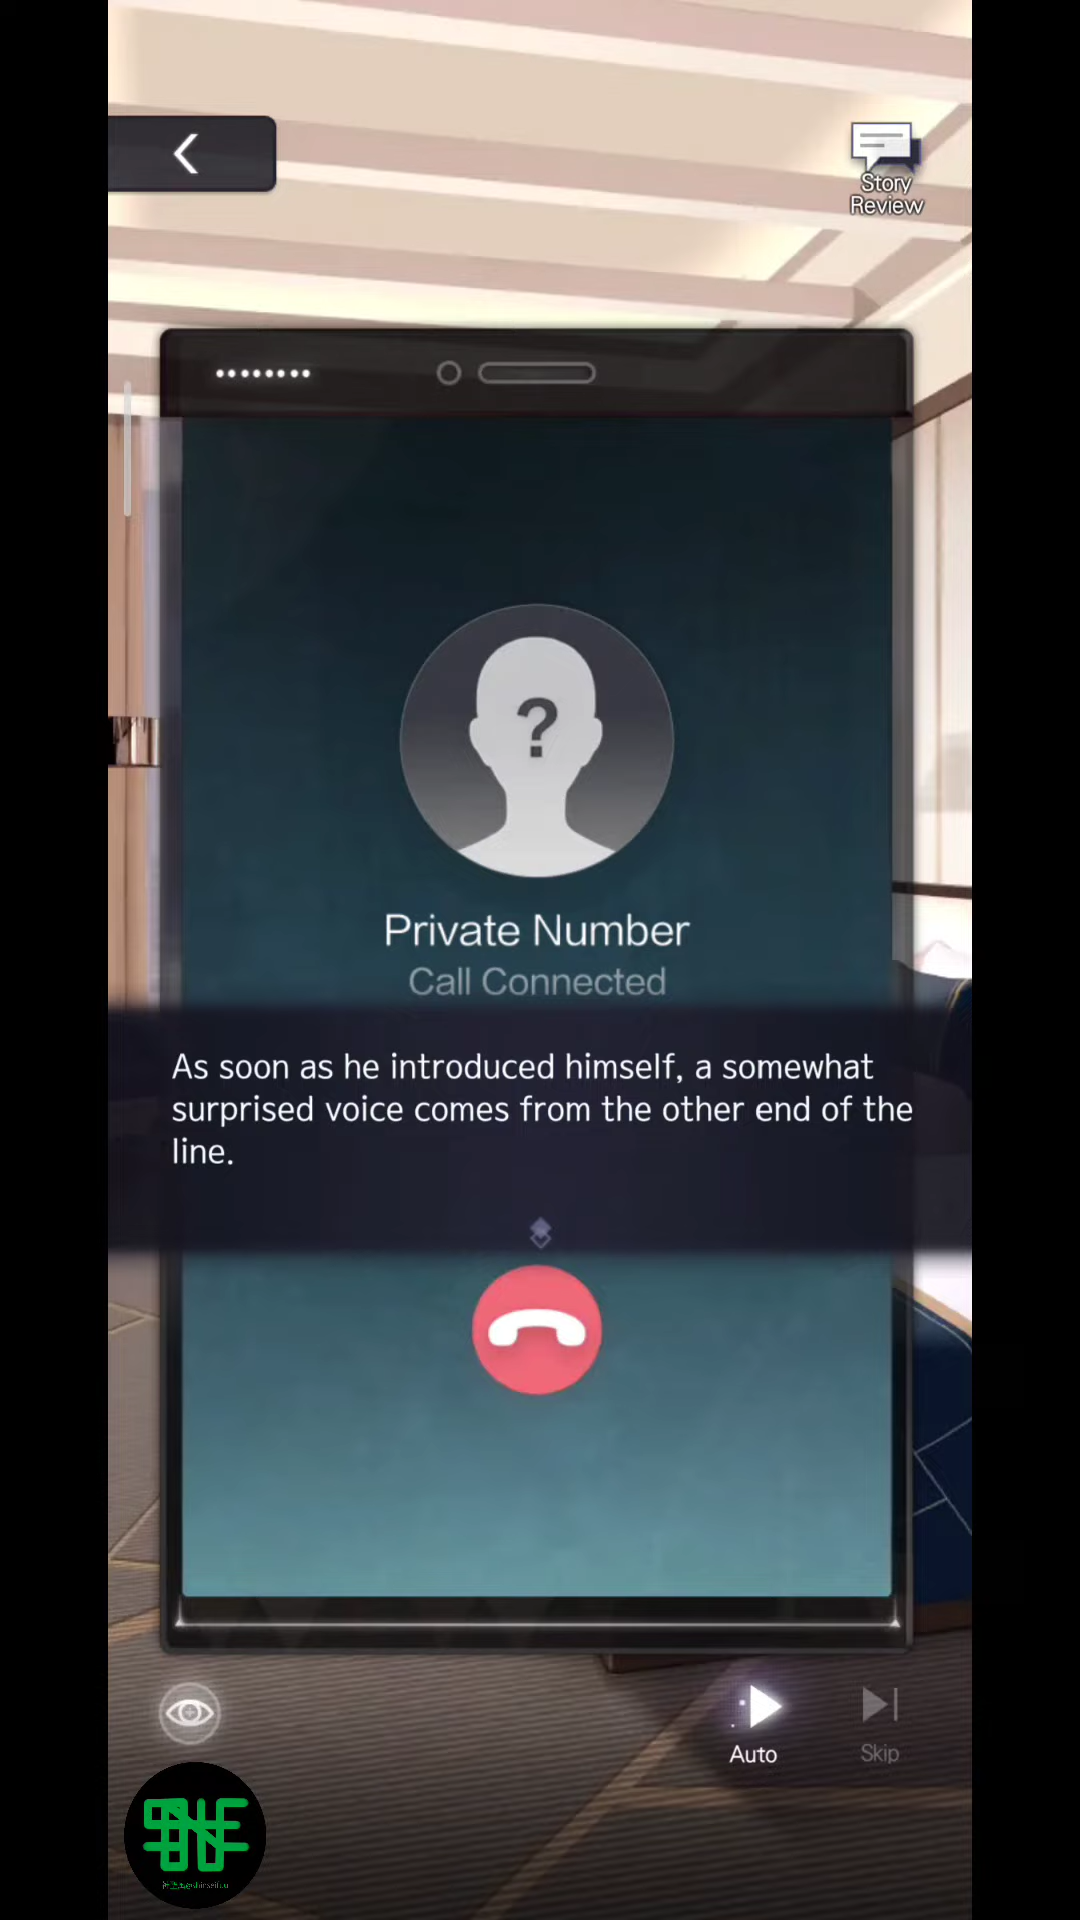 Story
Review
?
Private Number
Call Connected
As soon as he introduced himself, a somewhat
surprised voice comes from the other end of the
line.
Auto
Skip